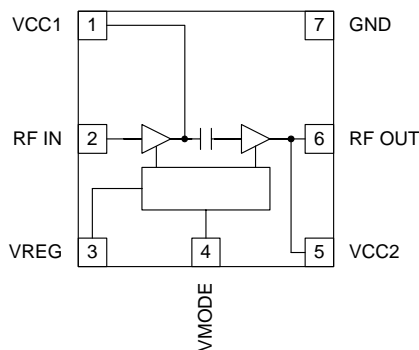 VCC1 1 7 GND
RF IN 2 6 RF OUT
VREG 3 4 5 VCC2
VMODE